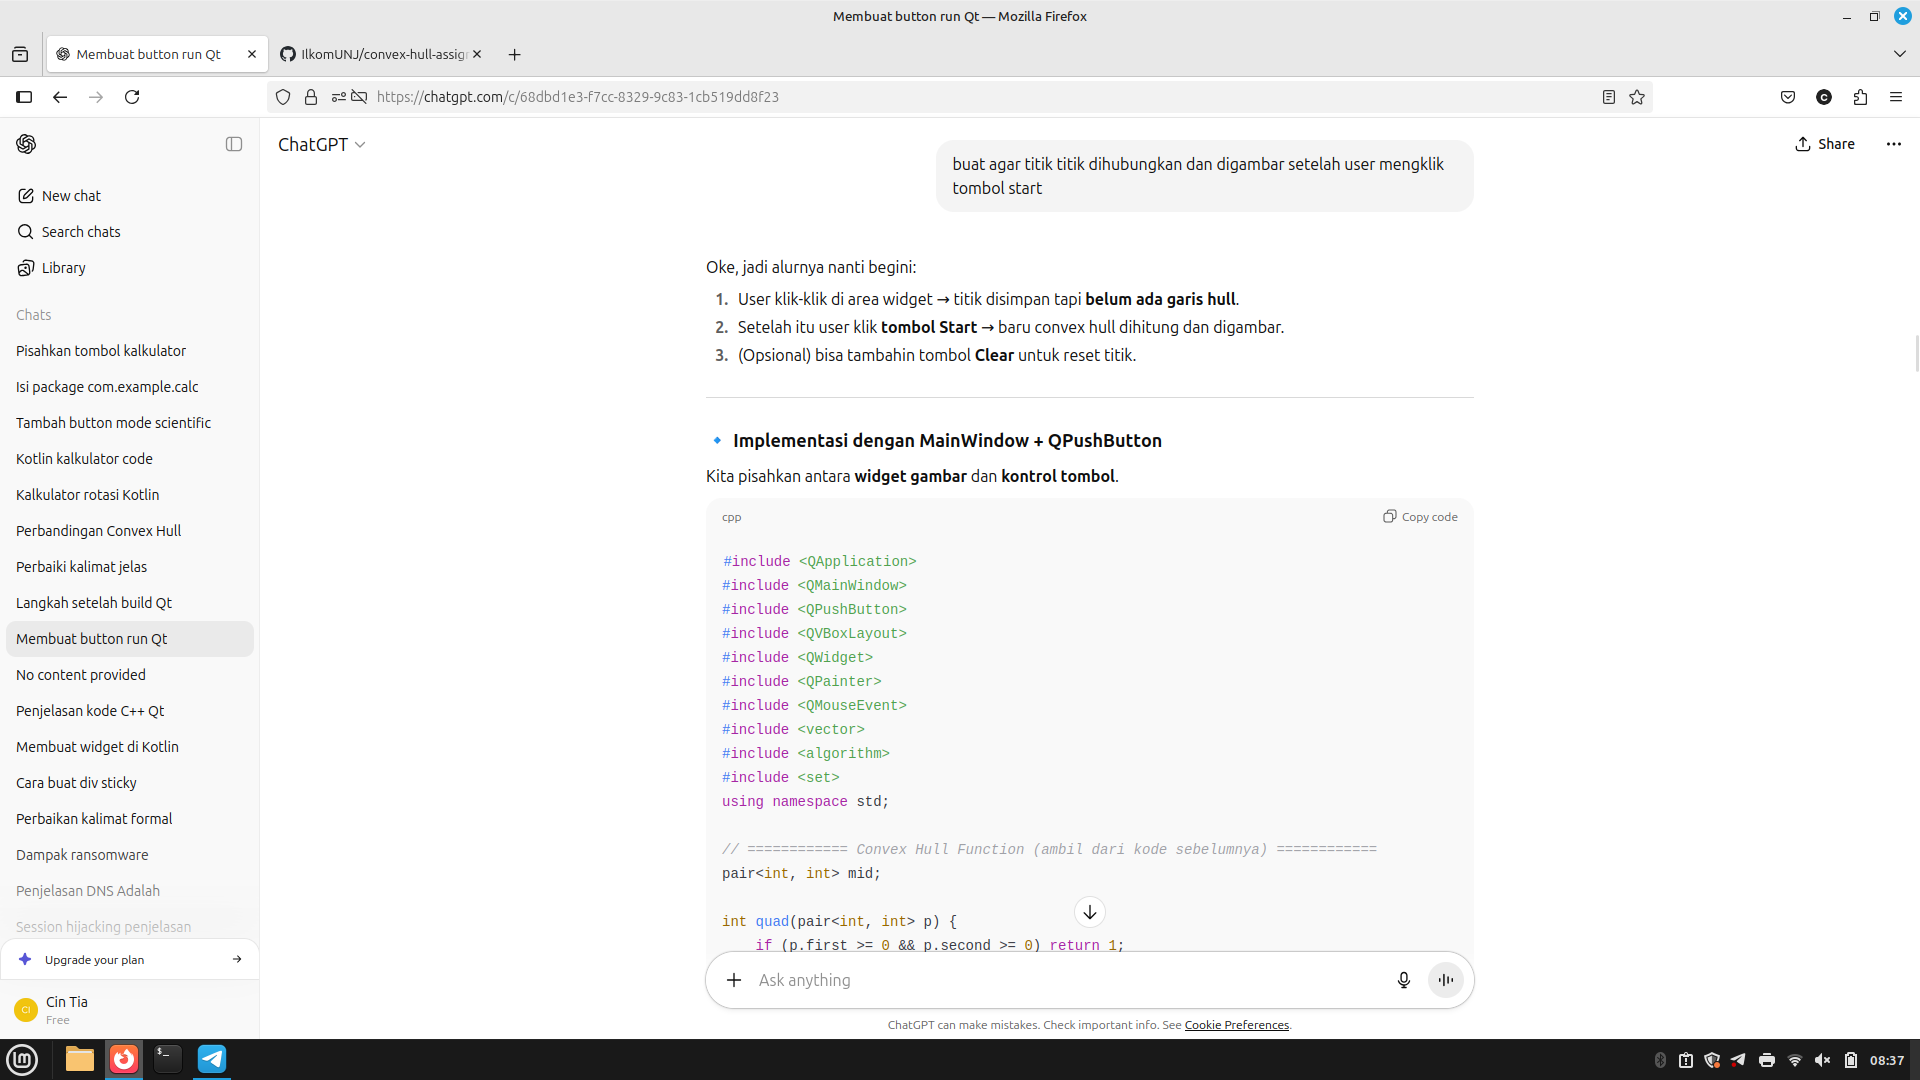 Membuat button run Qt — Mozilla Firefox
Membuat button run Qt
IlkomUNJ/convex-hull-assig
https://chatgpt.com/c/68dbd1e3-f7cc-8329-9c83-1cb519dd8f23
ChatGPT
Share
New chat
Search chats
Library
Chats
Pisahkan tombol kalkulator
Isi package com.example.calc
Tambah button mode scientific
Kotlin kalkulator code
Kalkulator rotasi Kotlin
Perbandingan Convex Hull
Perbaiki kalimat jelas
Langkah setelah build Qt
Membuat button run Qt
No content provided
Penjelasan kode C++ Qt
Membuat widget di Kotlin
Cara buat div sticky
Perbaikan kalimat formal
Dampak ransomware
Penjelasan DNS Adalah
Session hijacking penjelasan
Upgrade your plan
CI
Cin Tia
Free
buat agar titik titik dihubungkan dan digambar setelah user mengklik
tombol start
Oke, jadi alurnya nanti begini:
1. User klik-klik di area widget → titik disimpan tapi belum ada garis hull.
2. Setelah itu user klik tombol Start → baru convex hull dihitung dan digambar.
3. (Opsional) bisa tambahin tombol Clear untuk reset titik.
Implementasi dengan MainWindow + QPushButton
Kita pisahkan antara widget gambar dan kontrol tombol.
cpp
Copy code
#include <QApplication>
#include <QMainWindow>
#include <QPushButton>
#include <QVBoxLayout>
#include <QWidget>
#include <QPainter>
#include <QMouseEvent>
#include <vector>
#include <algorithm>
#include <set>
using namespace std;
// ============ Convex Hull Function (ambil dari kode sebelumnya) ============
pair<int, int> mid;
int quad(pair<int, int> p) {
if (p.first >= 0 && p.second >= 0) return 1;
Ask anything
ChatGPT can make mistakes. Check important info. See Cookie Preferences.
08:37